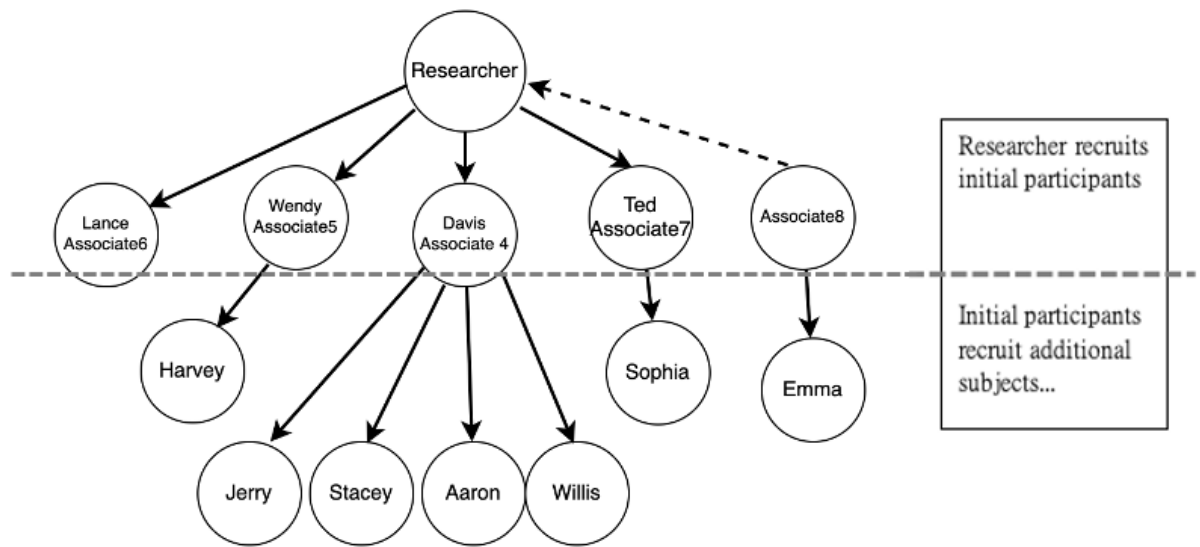 Researcher
Lance
Associate6
Wendy
Associate5
Davis
Associate 4
Ted
Associate7
Associate8
Researcher recruits
initial participants
Harvey
Sophia
Emma
Initial participants
recruit additional
subjects...
Jerry
Stacey
Aaron
Willis